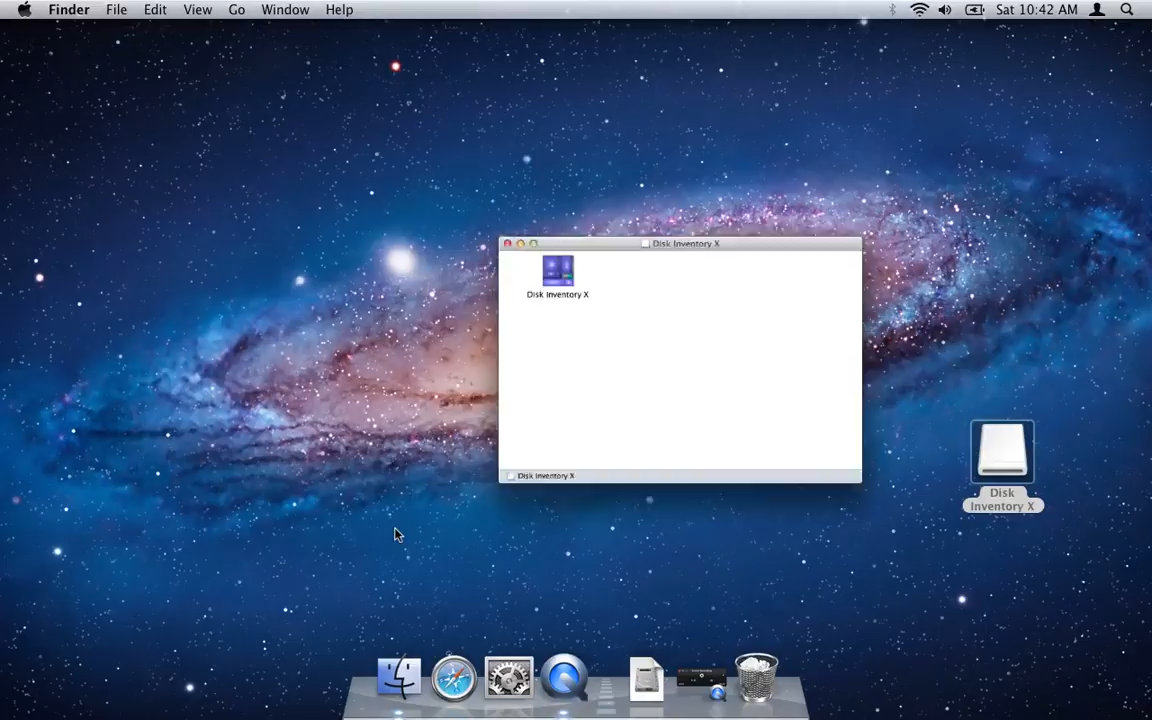 Finder File Edit View Go Window Help Sat 10:42 AM
Disk Inventory X
Disk Inventory X
Disk Inventory X
Disk
Inventory X